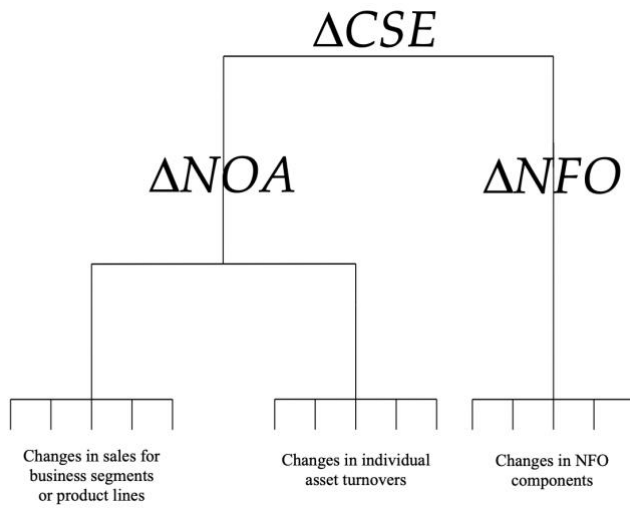 ΔCSE
ΔNOA
ΔNFO
Changes in sales for
business segments
or product lines
Changes in individual
asset turnovers
Changes in NFO
components